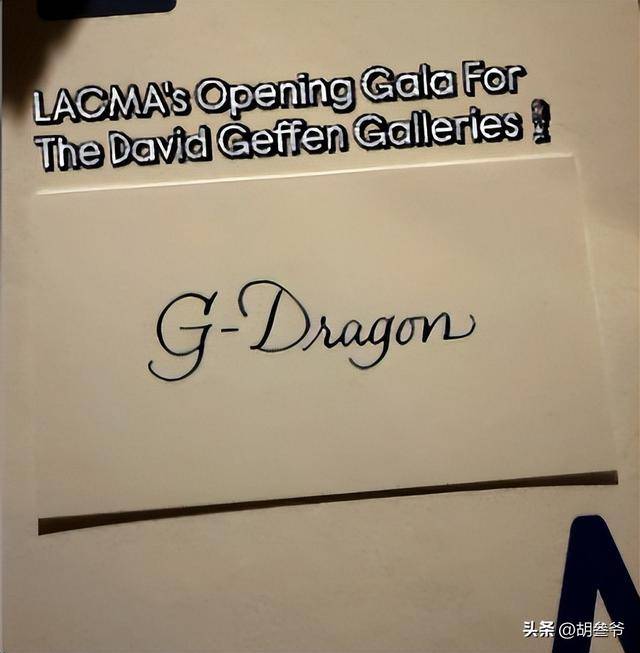 LACMA's Opening Gala For
The David Geffen Galleries
G-Dragon
头条 @胡叁爷